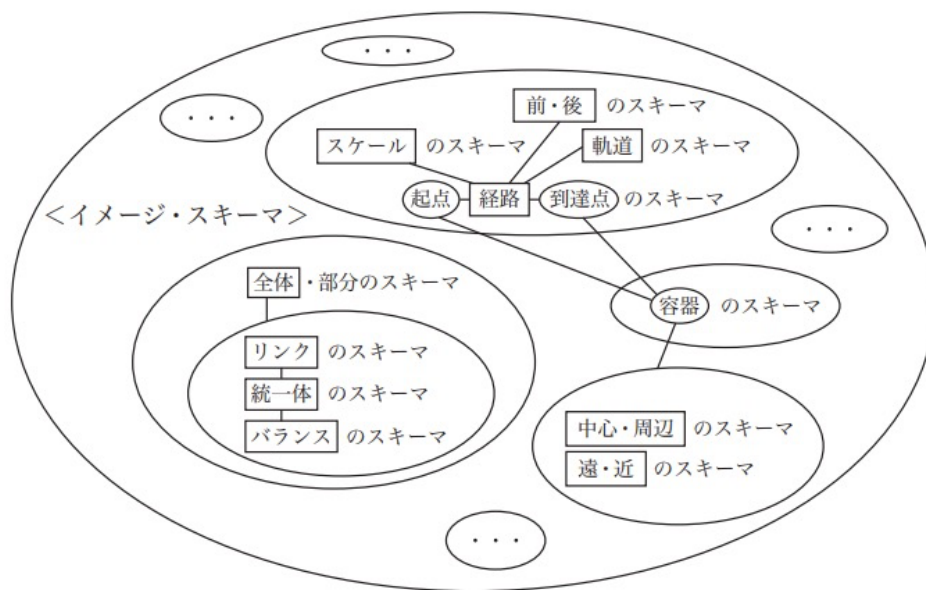 ・・・
・・・
前・後 のスキーマ
スケール のスキーマ
軌道 のスキーマ
起点 経路 到達点 のスキーマ
＜イメージ・スキーマ＞
・・・
全体・部分のスキーマ
容器 のスキーマ
リンク のスキーマ
統一体 のスキーマ
バランス のスキーマ
中心・周辺 のスキーマ
遠・近 のスキーマ
・・・